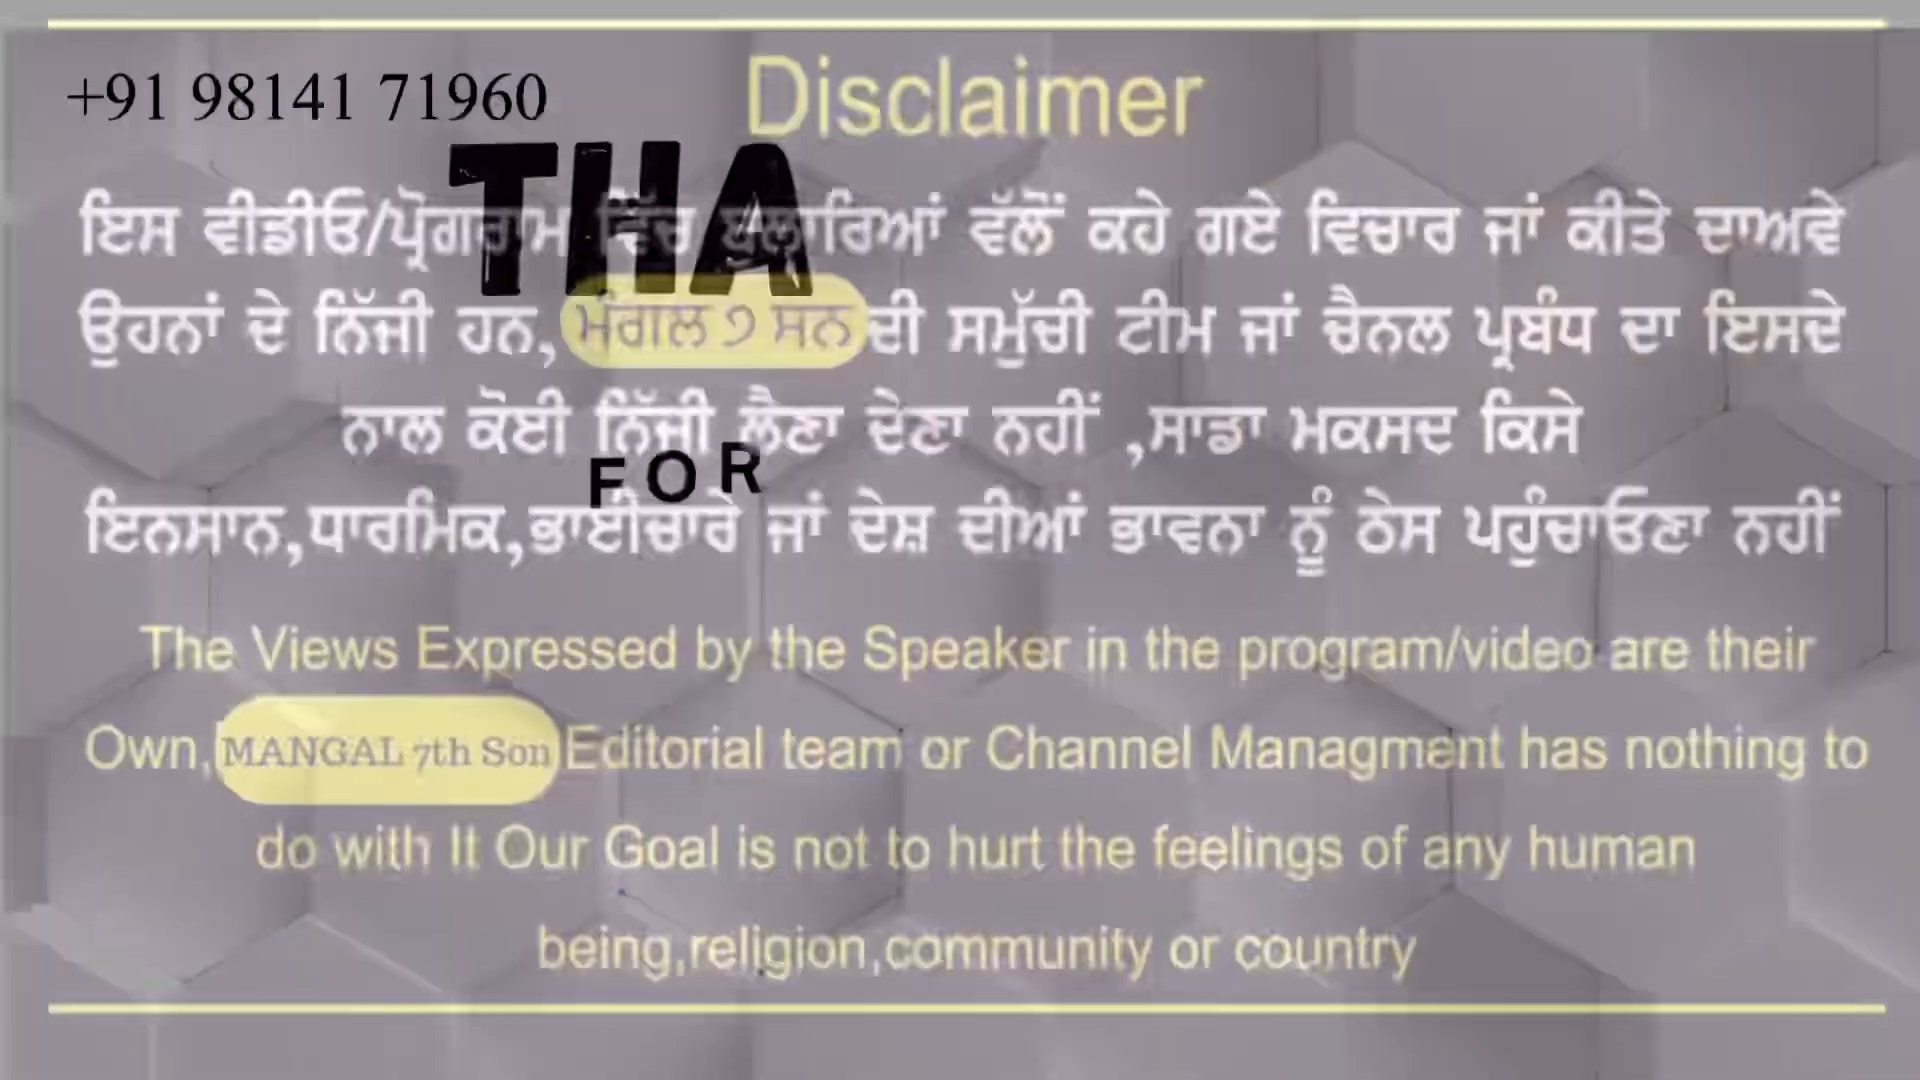 +91 98141 71960
Disclaimer
THA
ਇਸ ਵੀਡੀਓ/ਪ੍ਰੋਗਰਾਮ ਵਿੱਚ ਬੁਲਾਰਿਆਂ ਵੱਲੋਂ ਕਹੇ ਗਏ ਵਿਚਾਰ ਜਾਂ ਕੀਤੇ ਦਾਅਵੇ
ਉਹਨਾਂ ਦੇ ਨਿੱਜੀ ਹਨ, ਮੰਗਲ ੭ ਸਨ ਦੀ ਸਮੁੱਚੀ ਟੀਮ ਜਾਂ ਚੈਨਲ ਪ੍ਰਬੰਧ ਦਾ ਇਸਦੇ
ਨਾਲ ਕੋਈ ਨਿੱਜੀ ਲੈਣਾ ਦੇਣਾ ਨਹੀਂ ,ਸਾਡਾ ਮਕਸਦ ਕਿਸੇ
FOR
ਇਨਸਾਨ,ਧਾਰਮਿਕ,ਭਾਈਚਾਰੇ ਜਾਂ ਦੇਸ਼ ਦੀਆਂ ਭਾਵਨਾ ਨੂੰ ਠੇਸ ਪਹੁੰਚਾਓਣਾ ਨਹੀਂ
The Views Expressed by the Speaker in the program/video are their
Own, MANGAL 7th Son Editorial team or Channel Managment has nothing to
do with It Our Goal is not to hurt the feelings of any human
being,religion,community or country